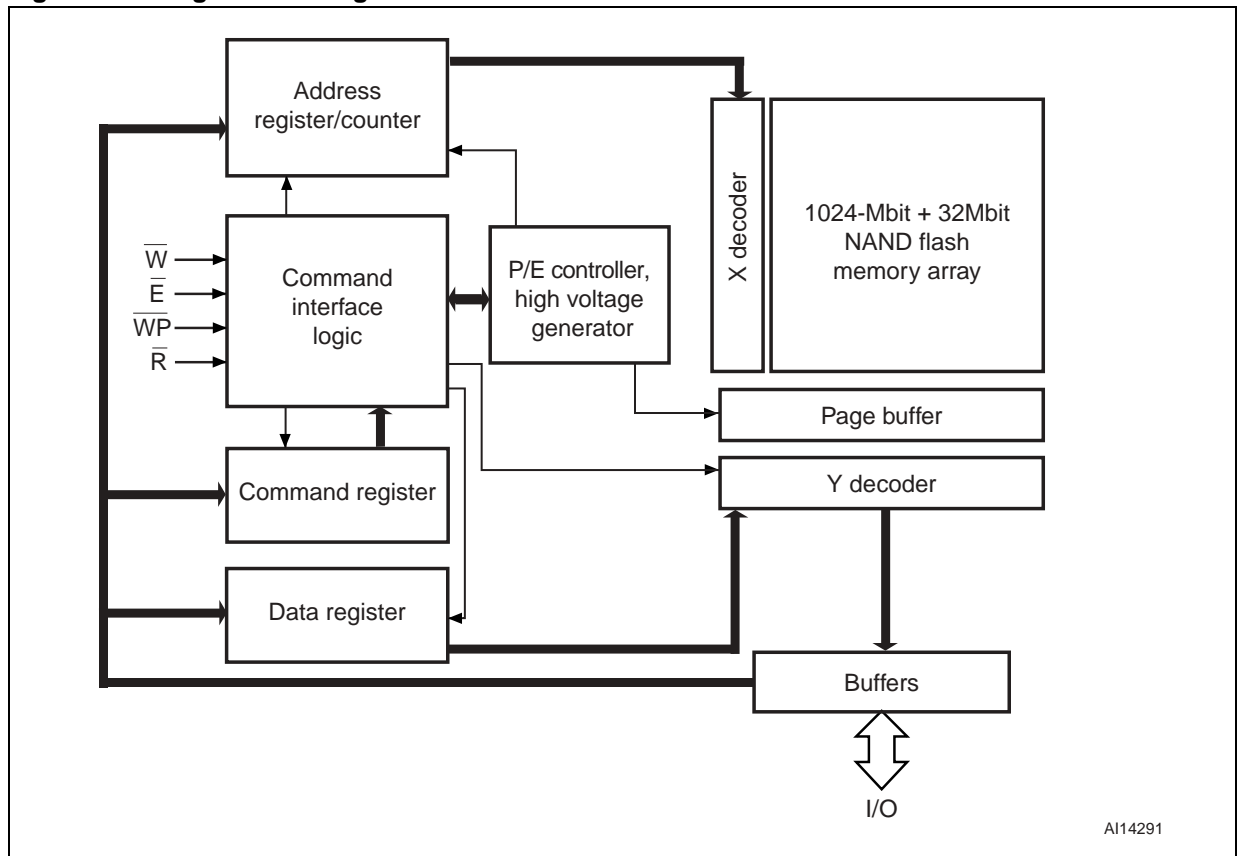 Address
register/counter
X decoder
1024-Mbit + 32Mbit
NAND flash
memory array
W̅
E̅
W̅P̅
R̅
Command
interface
logic
P/E controller,
high voltage
generator
Page buffer
Command register
Y decoder
Data register
Buffers
I/O
AI14291